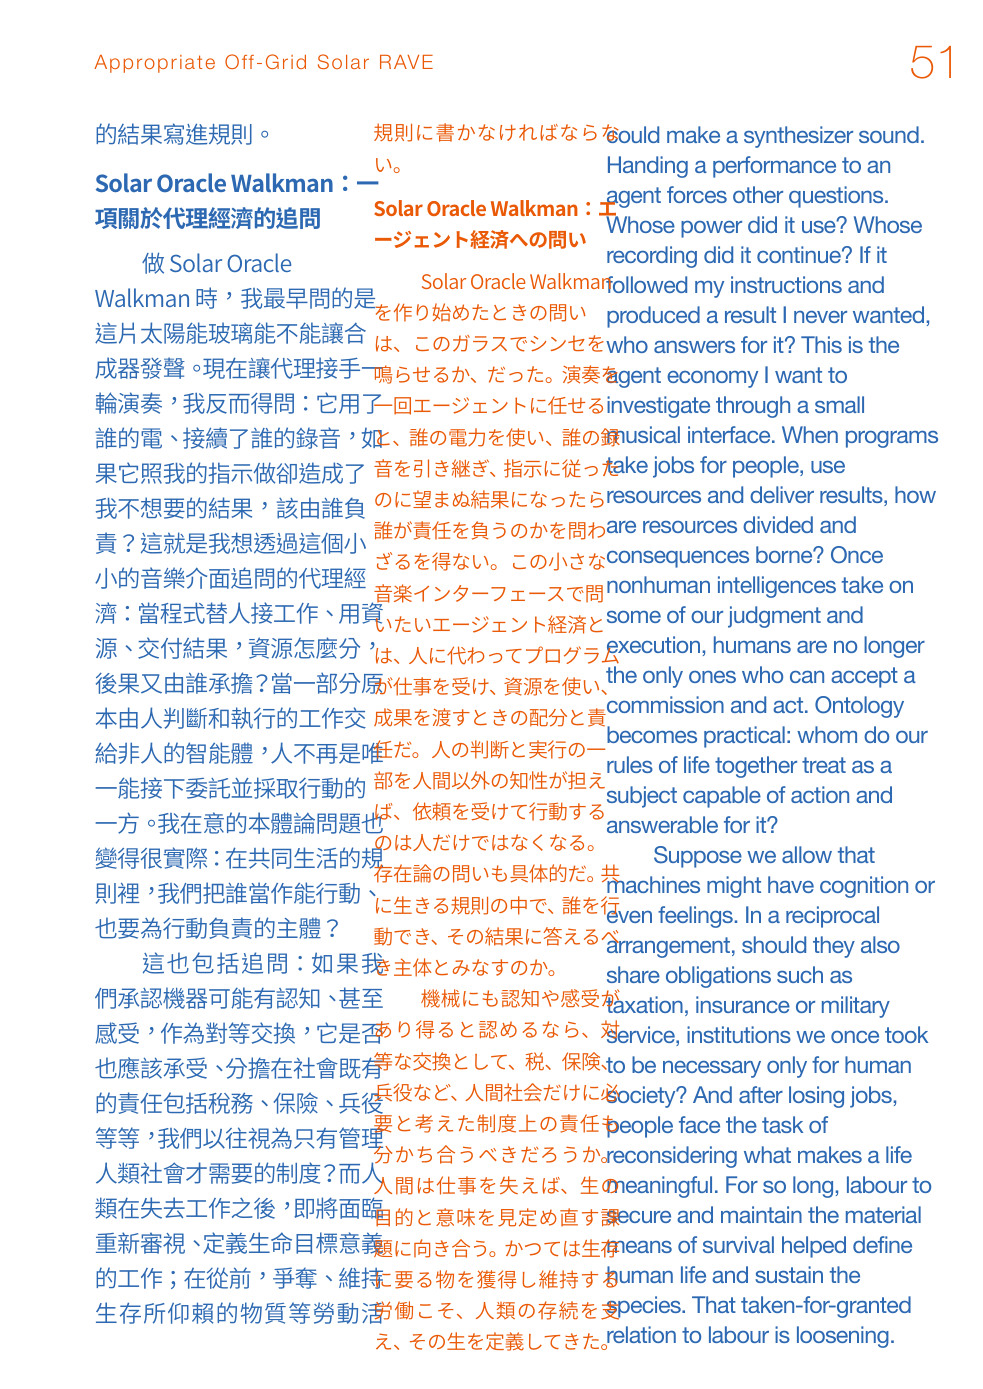 Appropriate Off-Grid Solar RAVE
51
的結果寫進規則。
Solar Oracle Walkman：一
項關於代理經濟的追問
做 Solar Oracle
Walkman 時，我最早問的是
這片太陽能玻璃能不能讓合
成器發聲。現在讓代理接手一
輪演奏，我反而得問：它用了
誰的電、接續了誰的錄音，如
果它照我的指示做卻造成了
我不想要的結果，該由誰負
責？這就是我想透過這個小
小的音樂介面追問的代理經
濟：當程式替人接工作、用資
源、交付結果，資源怎麼分，
後果又由誰承擔？當一部分原
本由人判斷和執行的工作交
給非人的智能體，人不再是唯
一能接下委託並採取行動的
一方。我在意的本體論問題也
變得很實際：在共同生活的規
則裡，我們把誰當作能行動、
也要為行動負責的主體？
這也包括追問：如果我
們承認機器可能有認知、甚至
感受，作為對等交換，它是否
也應該承受、分擔在社會既有
的責任包括稅務、保險、兵役
等等，我們以往視為只有管理
人類社會才需要的制度？而人
類在失去工作之後，即將面臨
重新審視、定義生命目標意義
的工作；在從前，爭奪、維持
生存所仰賴的物質等勞動活
規則に書かなければならな
い。
Solar Oracle Walkman：エ
ージェント経済への問い
Solar Oracle Walkman
を作り始めたときの問い
は、このガラスでシンセを
鳴らせるか、だった。演奏を
一回エージェントに任せる
と、誰の電力を使い、誰の録
音を引き継ぎ、指示に従った
のに望まぬ結果になったら
誰が責任を負うのかを問わ
ざるを得ない。この小さな
音楽インターフェースで問
いたいエージェント経済と
は、人に代わってプログラム
が仕事を受け、資源を使い、
成果を渡すときの配分と責
任だ。人の判断と実行の一
部を人間以外の知性が担え
ば、依頼を受けて行動する
のは人だけではなくなる。
存在論の問いも具体的だ。共
に生きる規則の中で、誰を行
動でき、その結果に答えるべ
き主体とみなすのか。
機械にも認知や感受が
あり得ると認めるなら、対
等な交換として、税、保険、
兵役など、人間社会だけに必
要と考えた制度上の責任も
分かち合うべきだろうか。
人間は仕事を失えば、生の
目的と意味を見定め直す課
題に向き合う。かつては生存
に要る物を獲得し維持する
労働こそ、人類の存続を支
え、その生を定義してきた。
could make a synthesizer sound.
Handing a performance to an
agent forces other questions.
Whose power did it use? Whose
recording did it continue? If it
followed my instructions and
produced a result I never wanted,
who answers for it? This is the
agent economy I want to
investigate through a small
musical interface. When programs
take jobs for people, use
resources and deliver results, how
are resources divided and
consequences borne? Once
nonhuman intelligences take on
some of our judgment and
execution, humans are no longer
the only ones who can accept a
commission and act. Ontology
becomes practical: whom do our
rules of life together treat as a
subject capable of action and
answerable for it?
Suppose we allow that
machines might have cognition or
even feelings. In a reciprocal
arrangement, should they also
share obligations such as
taxation, insurance or military
service, institutions we once took
to be necessary only for human
society? And after losing jobs,
people face the task of
reconsidering what makes a life
meaningful. For so long, labour to
secure and maintain the material
means of survival helped define
human life and sustain the
species. That taken-for-granted
relation to labour is loosening.